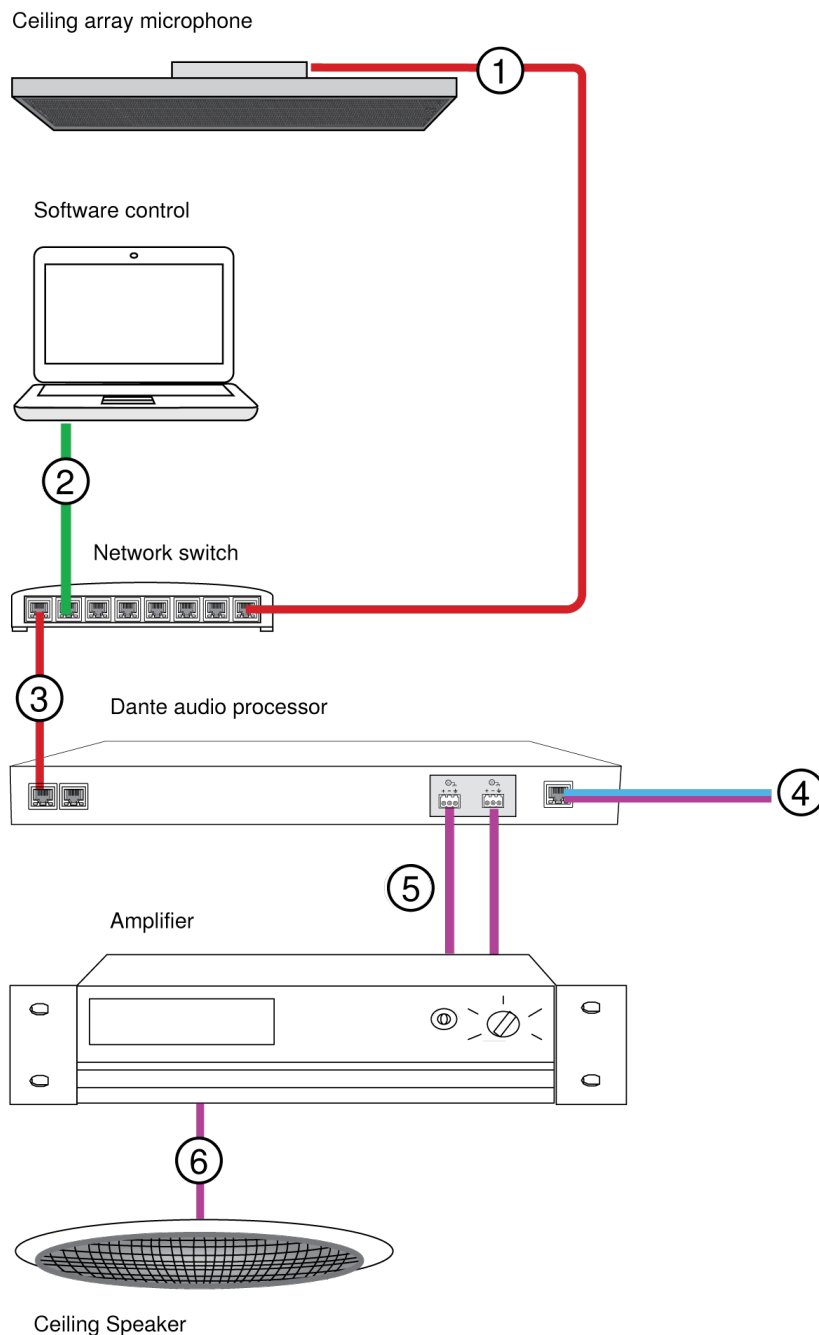 Ceiling array microphone
1
Software control
2
Network switch
3
Dante audio processor
4
5
Amplifier
6
Ceiling Speaker